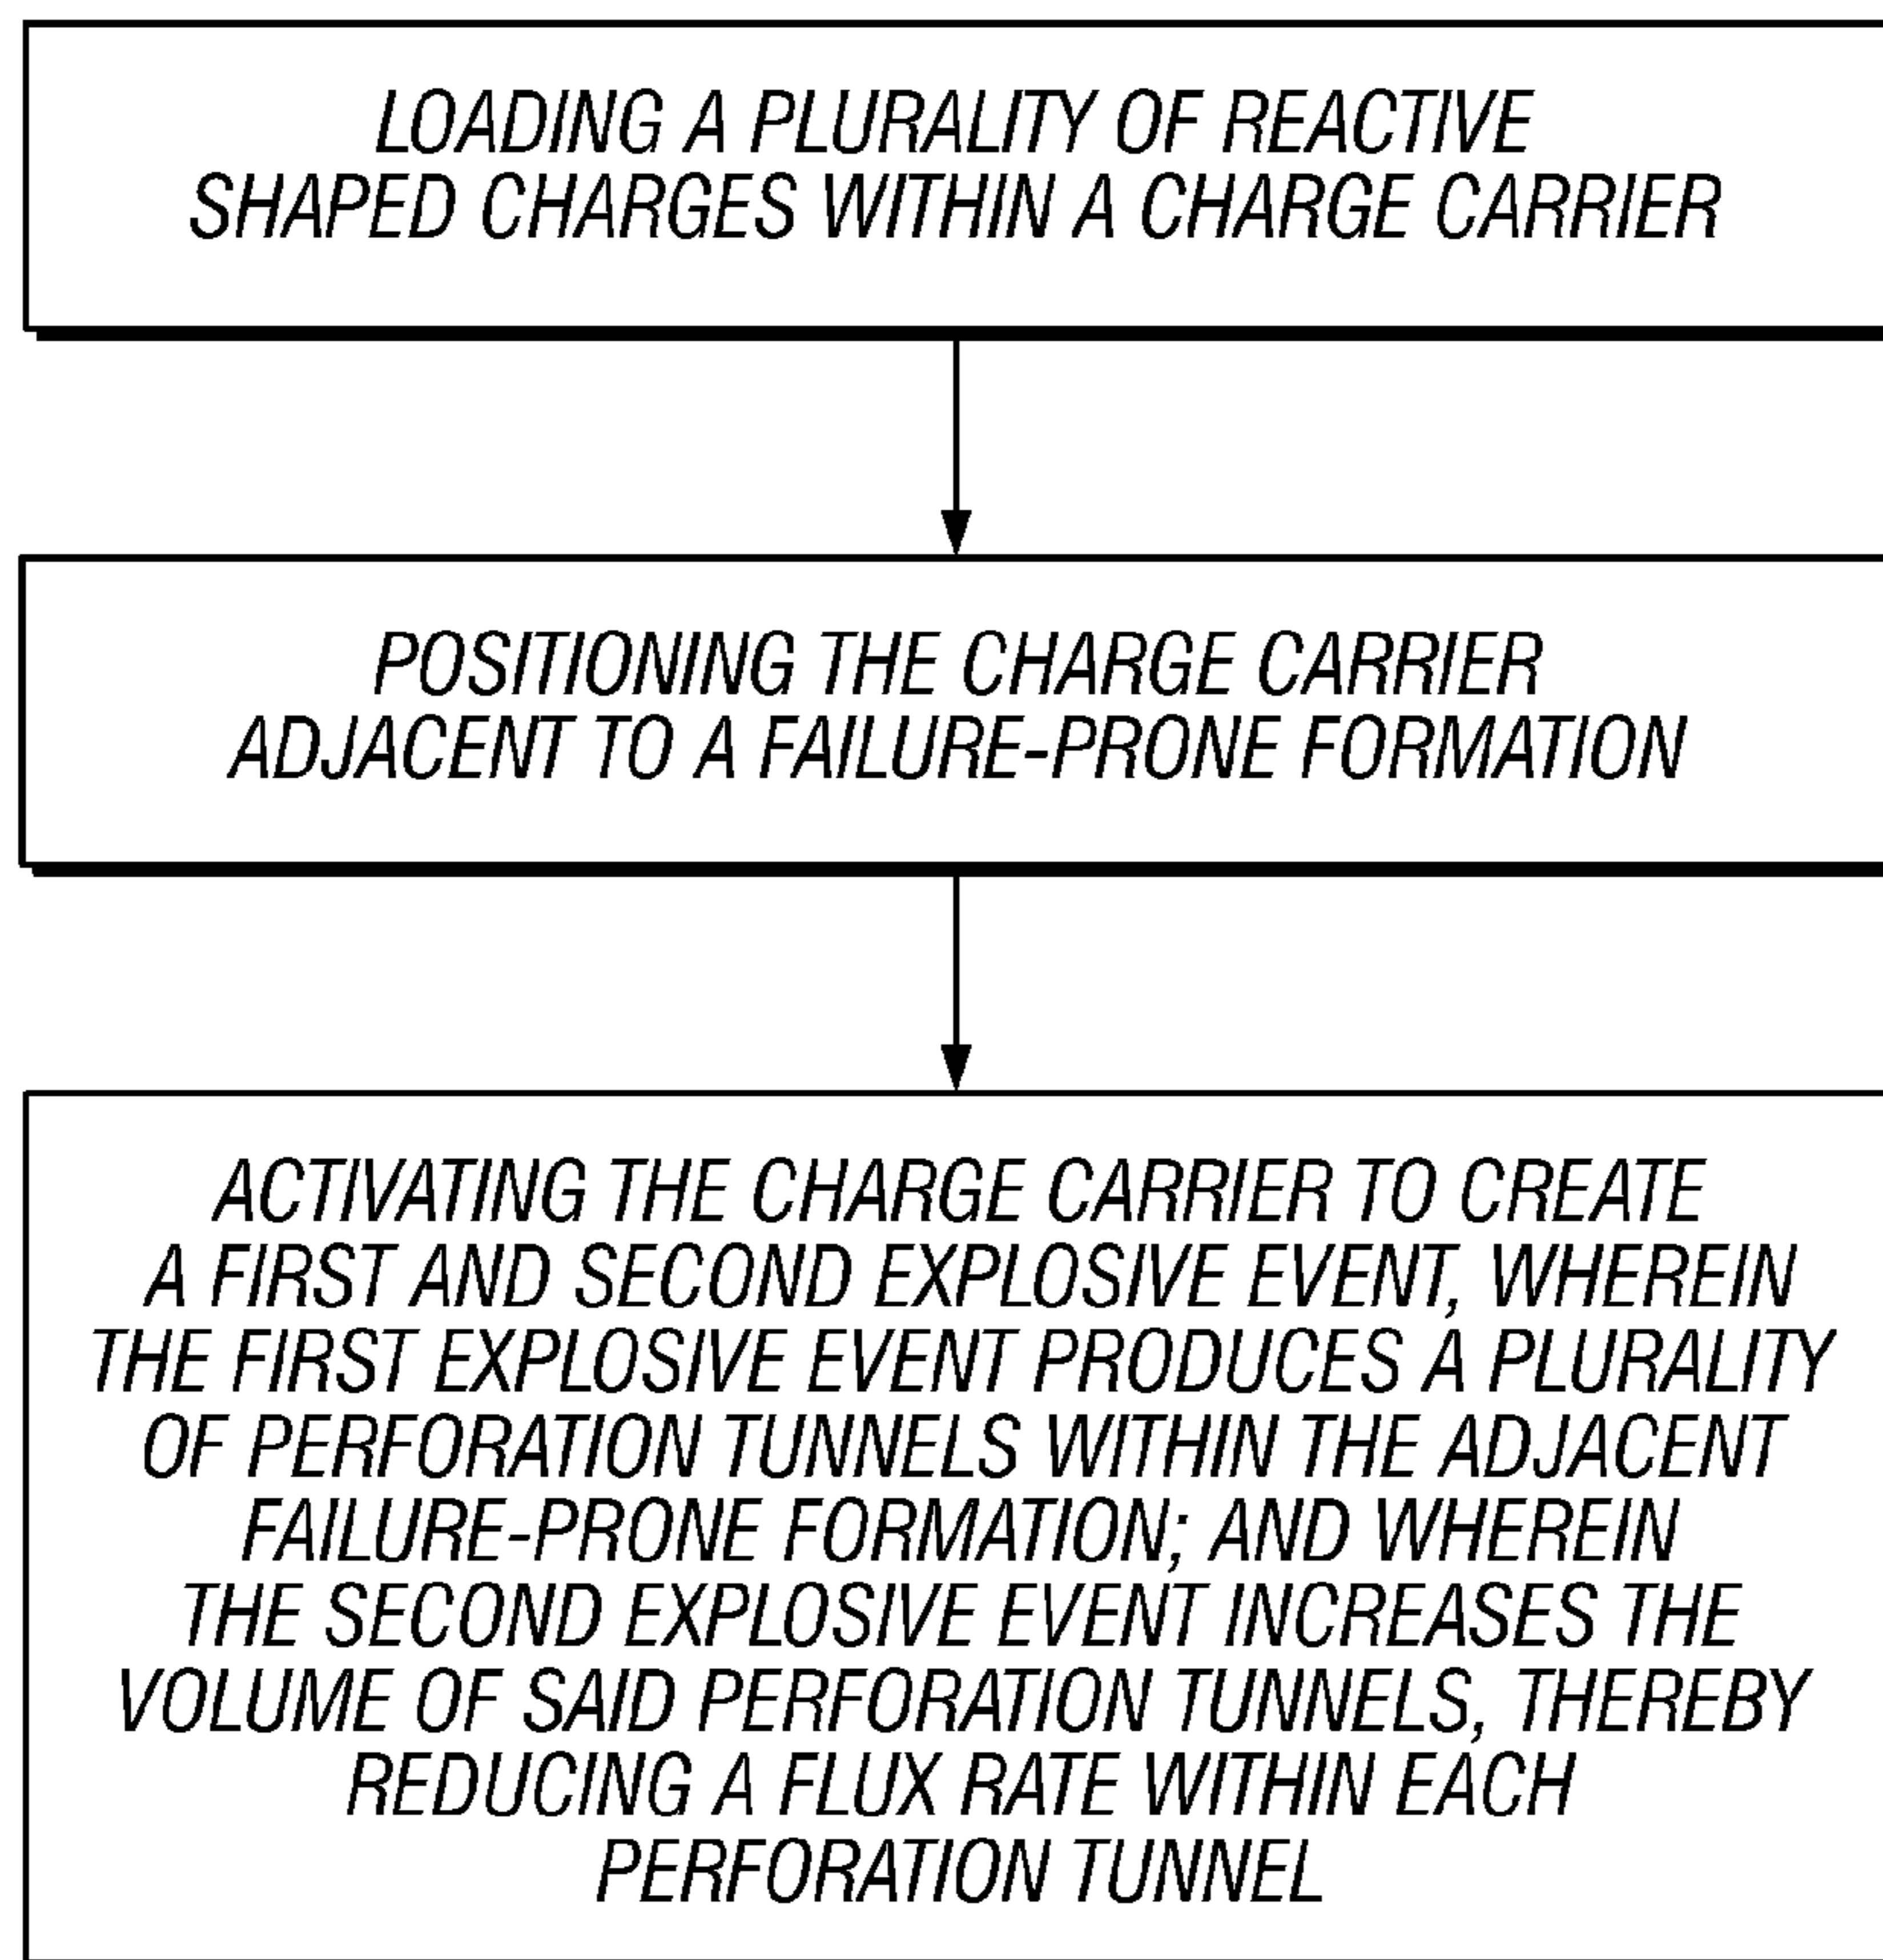 LOADING A PLURALITY OF REACTIVE
SHAPED CHARGES WITHIN A CHARGE CARRIER
POSITIONING THE CHARGE CARRIER
ADJACENT TO A FAILURE-PRONE FORMATION
ACTIVATING THE CHARGE CARRIER TO CREATE
A FIRST AND SECOND EXPLOSIVE EVENT, WHEREIN
THE FIRST EXPLOSIVE EVENT PRODUCES A PLURALITY
OF PERFORATION TUNNELS WITHIN THE ADJACENT
FAILURE-PRONE FORMATION; AND WHEREIN
THE SECOND EXPLOSIVE EVENT INCREASES THE
VOLUME OF SAID PERFORATION TUNNELS, THEREBY
REDUCING A FLUX RATE WITHIN EACH
PERFORATION TUNNEL